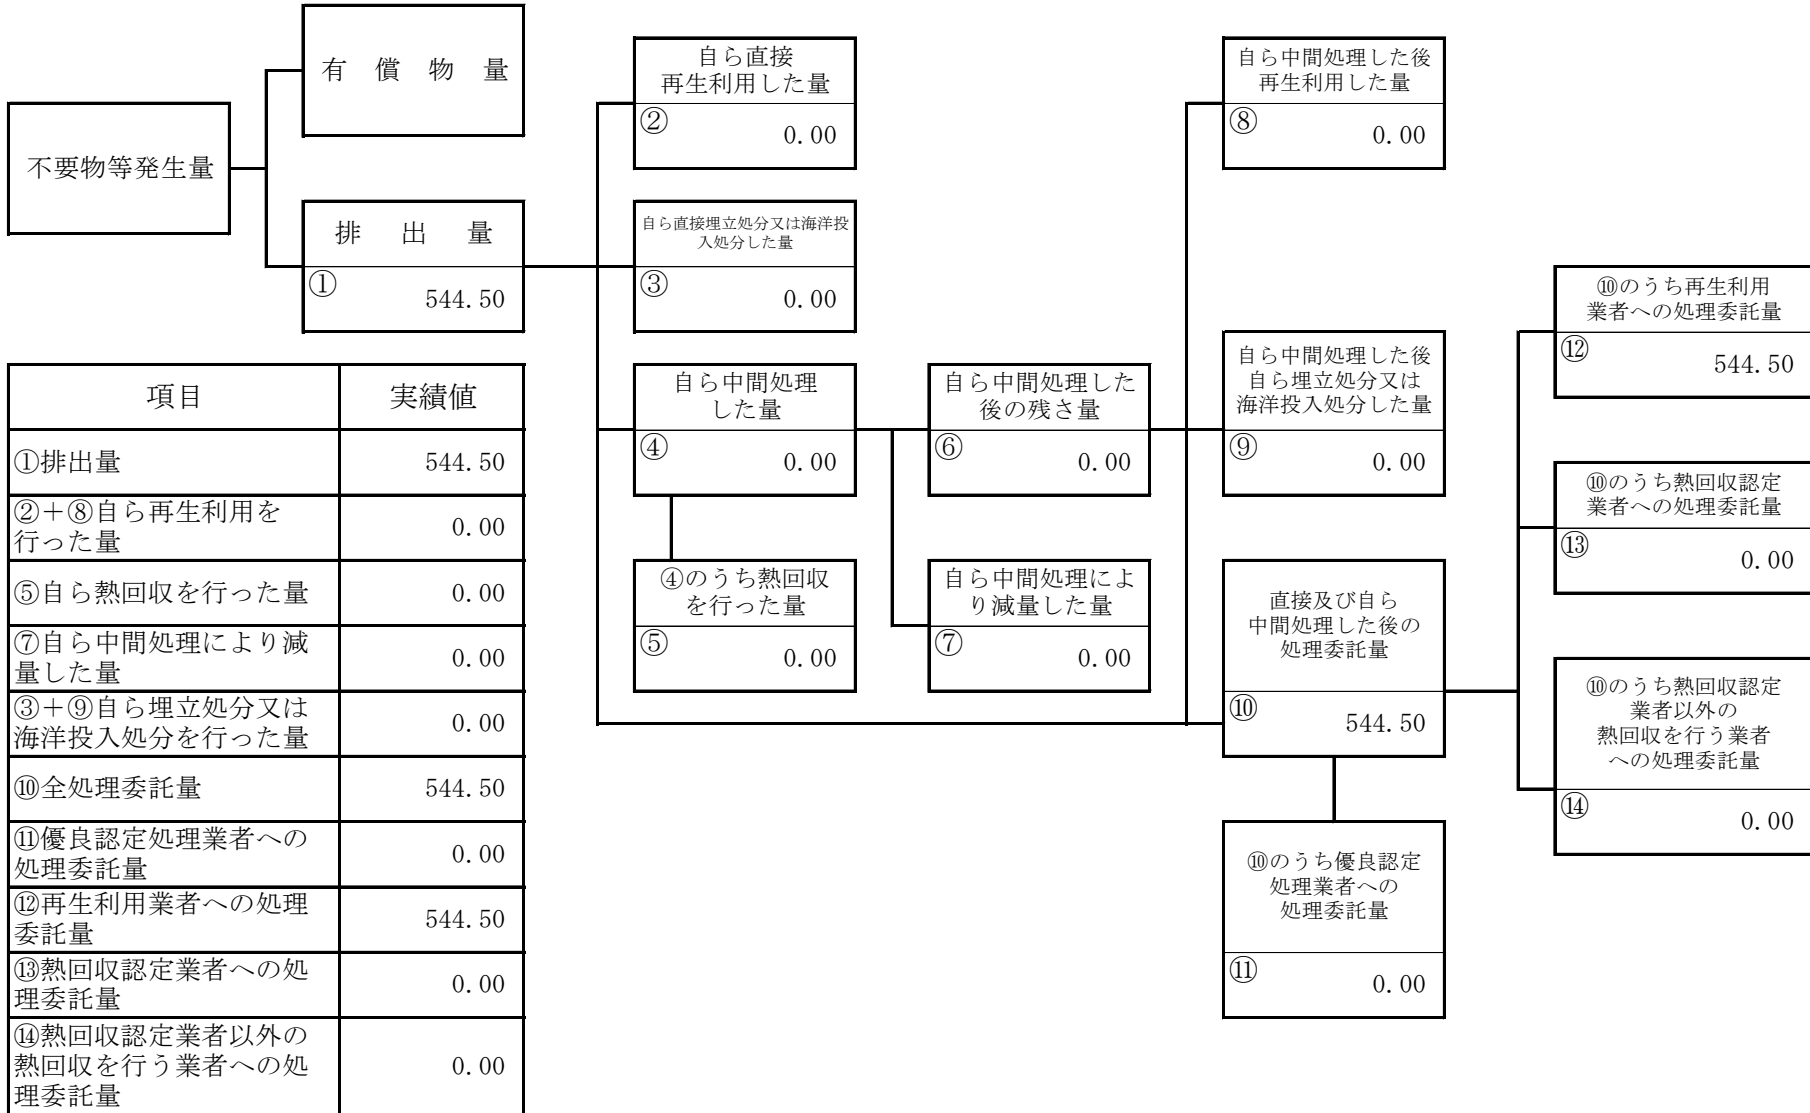 不要物等発生量
有償物量
排出量
①
544.50
自ら直接
再生利用した量
②
0.00
自ら直接埋立処分又は海洋投
入処分した量
③
0.00
自ら中間処理
した量
④
0.00
④のうち熱回収
を行った量
⑤
0.00
自ら中間処理した
後の残さ量
⑥
0.00
自ら中間処理によ
り減量した量
⑦
0.00
自ら中間処理した後
再生利用した量
⑧
0.00
自ら中間処理した後
自ら埋立処分又は
海洋投入処分した量
⑨
0.00
直接及び自ら
中間処理した後の
処理委託量
⑩
544.50
⑩のうち優良認定
処理業者への
処理委託量
⑪
0.00
⑩のうち再生利用
業者への処理委託量
⑫
544.50
⑩のうち熱回収認定
業者への処理委託量
⑬
0.00
⑩のうち熱回収認定
業者以外の
熱回収を行う業者
への処理委託量
⑭
0.00
項目 実績値
①排出量 544.50
②＋⑧自ら再生利用を
行った量 0.00
⑤自ら熱回収を行った量 0.00
⑦自ら中間処理により減
量した量 0.00
③＋⑨自ら埋立処分又は
海洋投入処分を行った量 0.00
⑩全処理委託量 544.50
⑪優良認定処理業者への
処理委託量 0.00
⑫再生利用業者への処理
委託量 544.50
⑬熱回収認定業者への処
理委託量 0.00
⑭熱回収認定業者以外の
熱回収を行う業者への処
理委託量 0.00